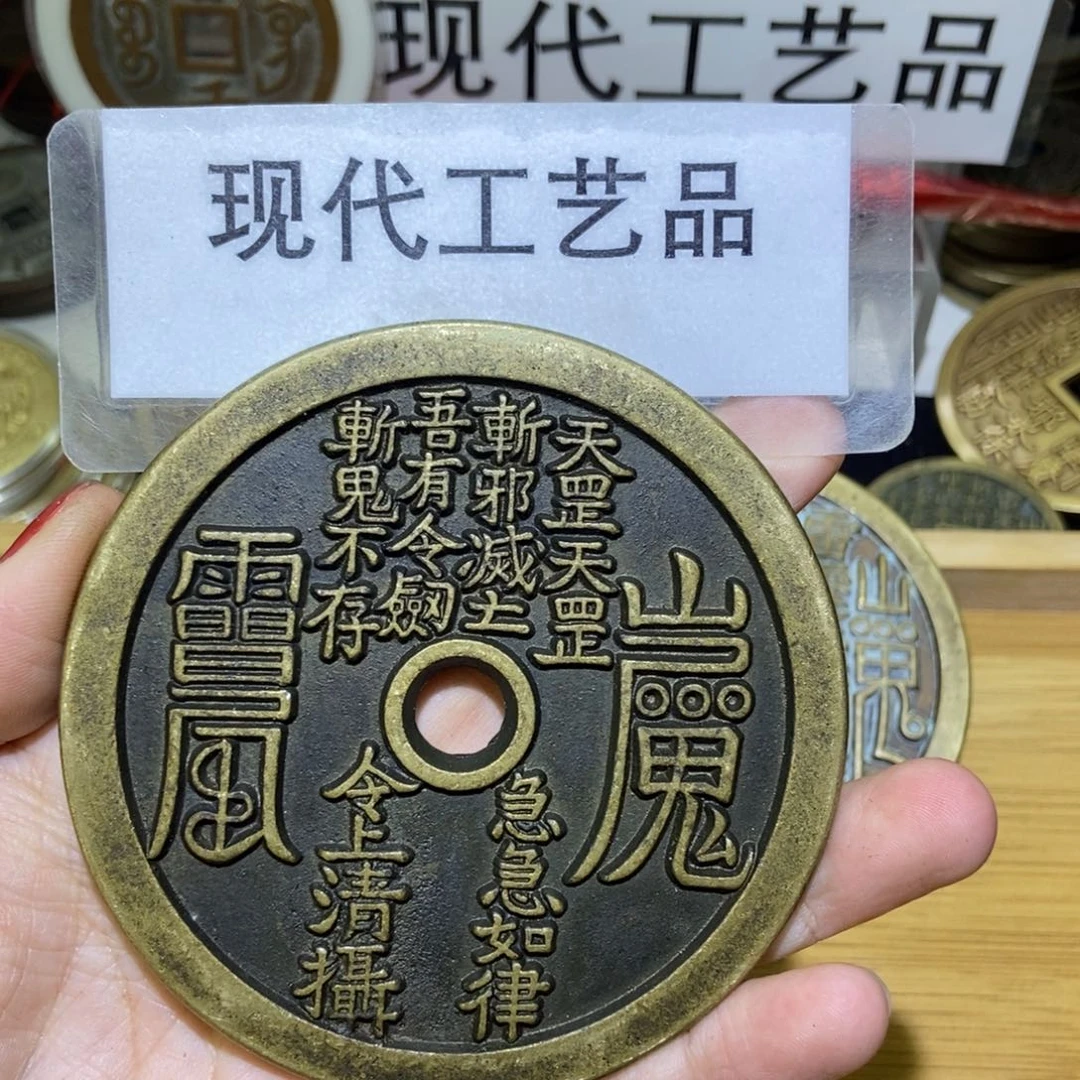 现代工艺品
现代工艺品
天罡天罡
斬邪滅亡
吾有令劒
斬鬼不存
急急如律
令上清攝